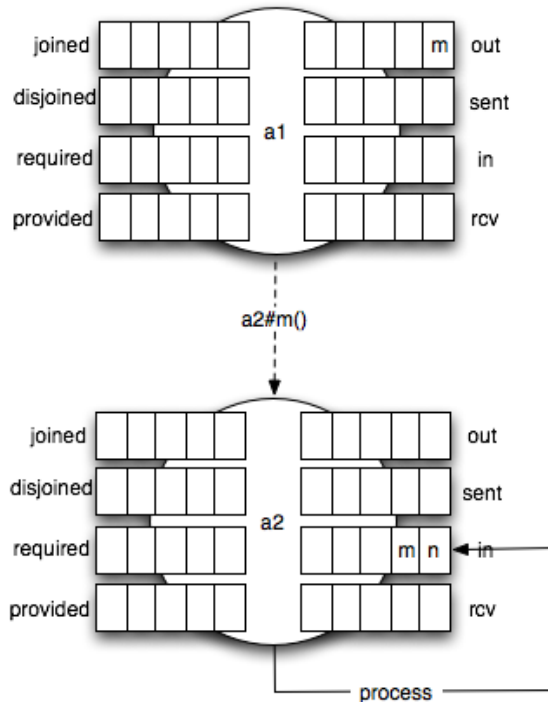 joined m out
disjoined sent
a1
required in
provided rcv
a2#m()
joined out
disjoined sent
a2
required m n in
provided rcv
process